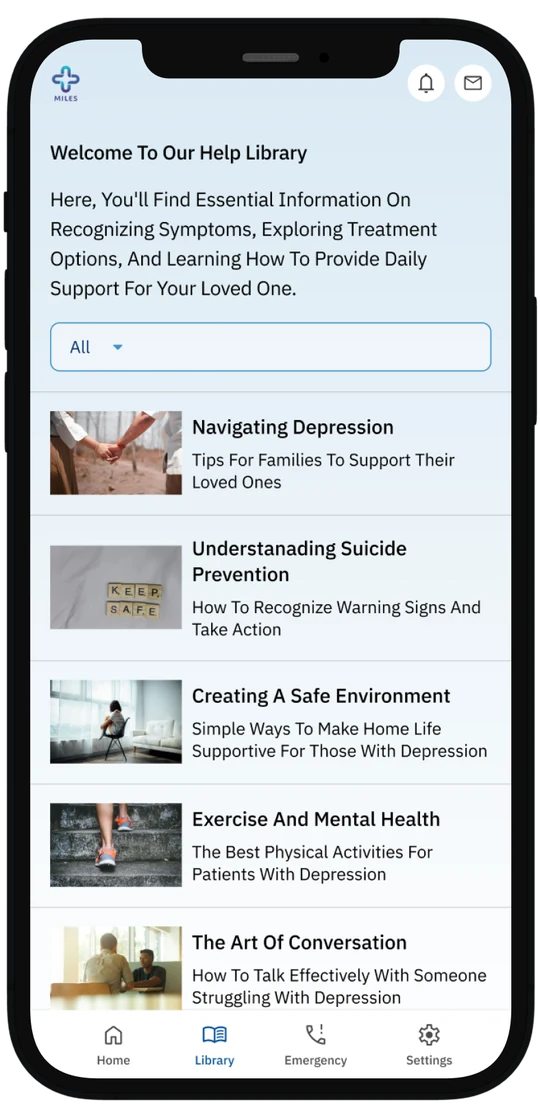 MILES
Welcome To Our Help Library
Here, You'll Find Essential Information On
Recognizing Symptoms, Exploring Treatment
Options, And Learning How To Provide Daily
Support For Your Loved One.
All
Navigating Depression
Tips For Families To Support Their
Loved Ones
KEEP
SAFE
Understanading Suicide
Prevention
How To Recognize Warning Signs And
Take Action
Creating A Safe Environment
Simple Ways To Make Home Life
Supportive For Those With Depression
Exercise And Mental Health
The Best Physical Activities For
Patients With Depression
The Art Of Conversation
How To Talk Effectively With Someone
Struggling With Depression
Home
Library
Emergency
Settings